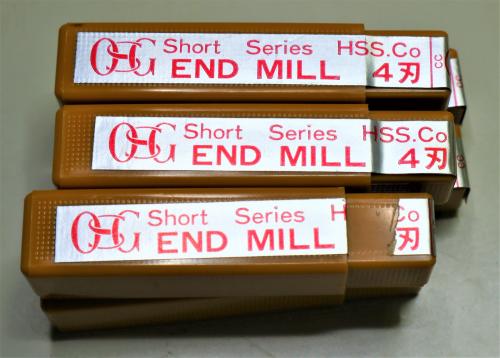 OSG Short Series HSS.Co
END MILL 4刃
OSG Short Series HSS.Co
END MILL 4刃
OSG Short Series H Co
END MILL 刃